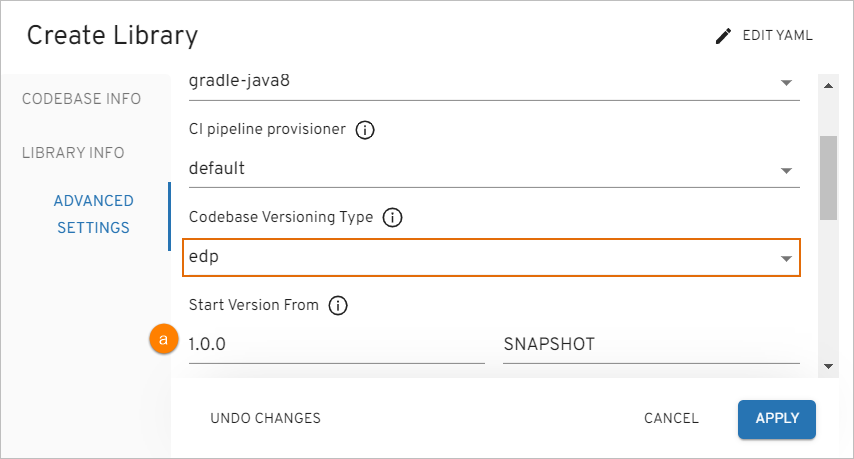 Create Library
EDIT YAML
CODEBASE INFO
LIBRARY INFO
ADVANCED
SETTINGS
gradle-java8
CI pipeline provisioner
default
Codebase Versioning Type
edp
Start Version From
a
1.0.0 SNAPSHOT
UNDO CHANGES
CANCEL
APPLY